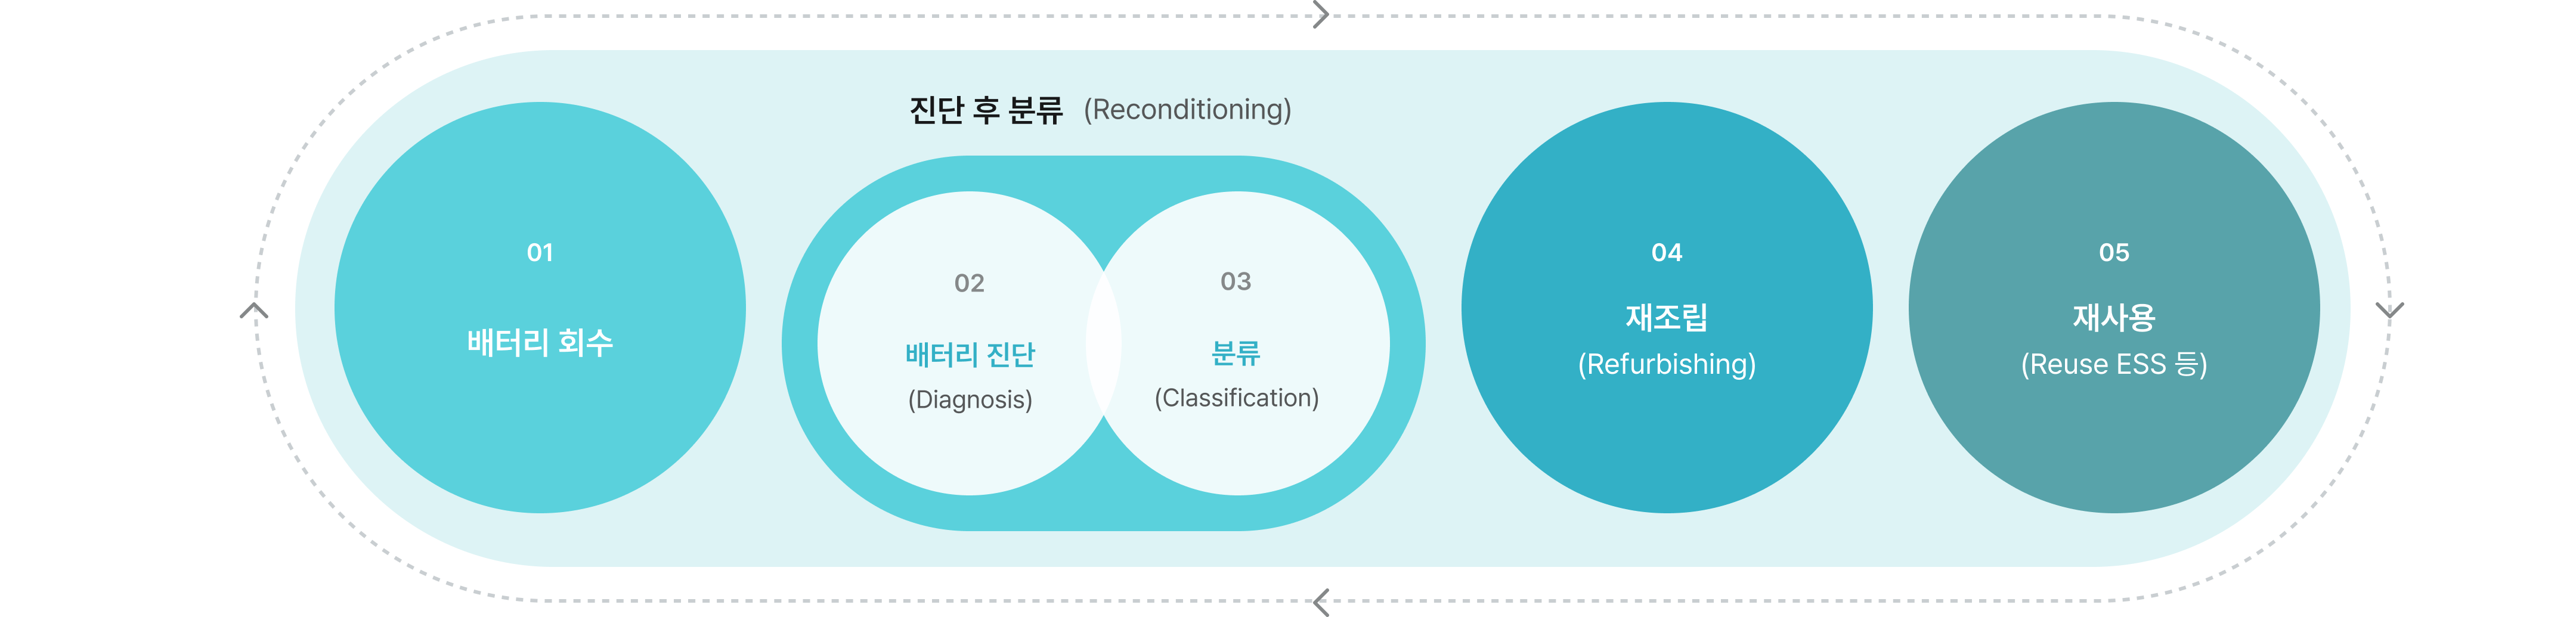 진단 후 분류 (Reconditioning)
01
배터리 회수
02
배터리 진단
(Diagnosis)
03
분류
(Classification)
04
재조립
(Refurbishing)
05
재사용
(Reuse ESS 등)